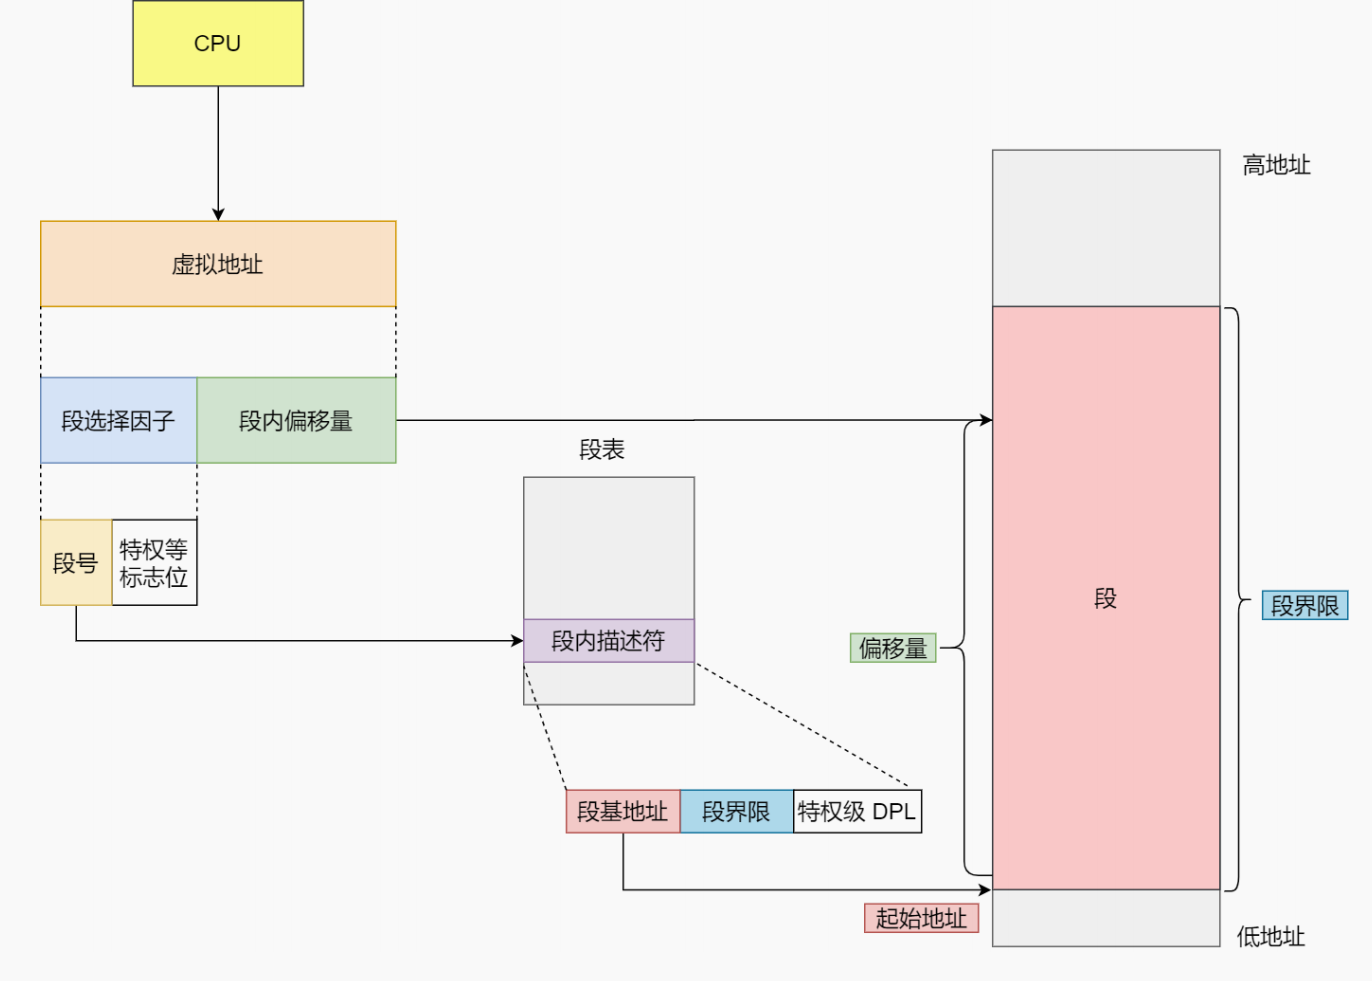 CPU
高地址
虚拟地址
段选择因子
段内偏移量
段表
段号
特权等
标志位
段内描述符
段
段界限
偏移量
段基地址
段界限
特权级 DPL
起始地址
低地址